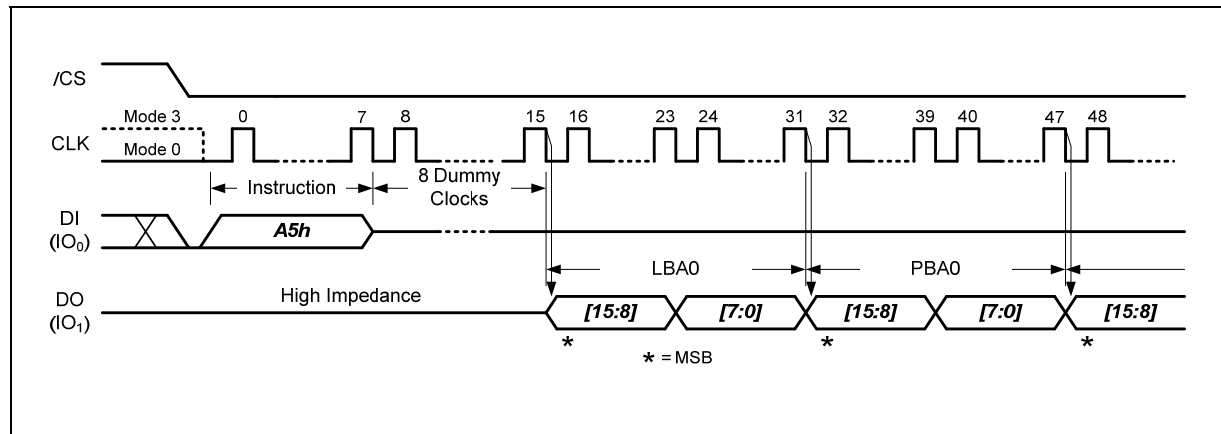 /CS
Mode 3
0 7 8 15 16 23 24 31 32 39 40 47 48
CLK
Mode 0
Instruction
8 Dummy
Clocks
DI
(IO0)
A5h
LBA0
PBA0
DO
(IO1)
High Impedance
[15:8] [7:0] [15:8] [7:0] [15:8]
* * *
* = MSB